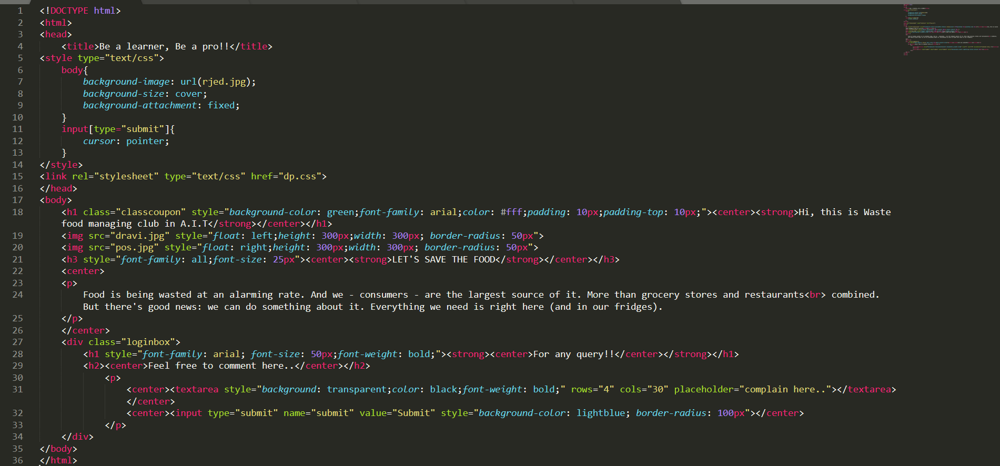 1 <!DOCTYPE html>
2 <html>
3 <head>
4 <title>Be a learner, Be a pro!!</title>
5 <style type="text/css">
6 body{
7 background-image: url(rjed.jpg);
8 background-size: cover;
9 background-attachment: fixed;
10 }
11 input[type="submit"]{
12 cursor: pointer;
13 }
14 </style>
15 <link rel="stylesheet" type="text/css" href="dp.css">
16 </head>
17 <body>
18 <h1 class="classcoupon" style="background-color: green;font-family: arial;color: #fff;padding: 10px;padding-top: 10px;"><center><strong>Hi, this is Waste
food managing club in A.I.T</strong></center></h1>
19 <img src="dravi.jpg" style="float: left;height: 300px;width: 300px; border-radius: 50px">
20 <img src="pos.jpg" style="float: right;height: 300px;width: 300px; border-radius: 50px">
21 <h3 style="font-family: all;font-size: 25px"><center><strong>LET'S SAVE THE FOOD</strong></center></h3>
22 <center>
23 <p>
24 Food is being wasted at an alarming rate. And we - consumers - are the largest source of it. More than grocery stores and restaurants<br> combined.
But there's good news: we can do something about it. Everything we need is right here (and in our fridges).
25 </p>
26 </center>
27 <div class="loginbox">
28 <h1 style="font-family: arial; font-size: 50px;font-weight: bold;"><strong><center>For any query!!</center></strong></h1>
29 <h2><center>Feel free to comment here..</center></h2>
30 <p>
31 <center><textarea style="background: transparent;color: black;font-weight: bold;" rows="4" cols="30" placeholder="complain here.."></textarea>
</center>
32 <center><input type="submit" name="submit" value="Submit" style="background-color: lightblue; border-radius: 100px"></center>
33 </p>
34 </div>
35 </body>
36 </html>